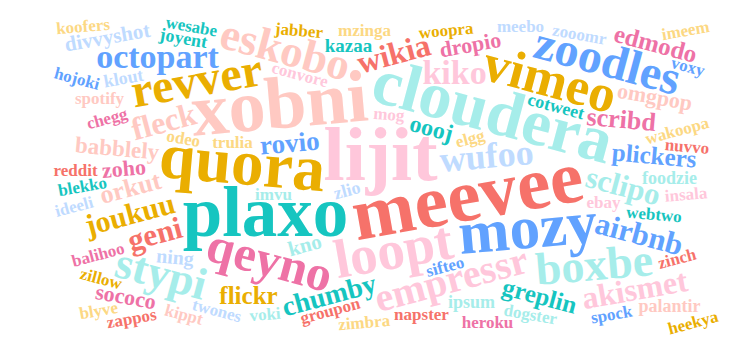 koofers
wesabe
jabber
mzinga
woopra
meebo
zooomr
edmodo
imeem
divvyshot
joyent
eskobo
kazaa
wikia
dropio
zoodles
voxy
octopart
hojoki
klout
revver
convore
kiko
vimeo
omgpop
spotify
xobni
cloudera
cotweet
scribd
chegg
fleck
mog
oooj
elgg
wakoopa
odeo
trulia
rovio
lijit
wufoo
plickers
nuvvo
babblely
quora
reddit
zoho
foodzie
blekko
orkut
imvu
zlio
meevee
sclipo
ebay
insala
ideeli
joukuu
plaxo
mozy
webtwo
airbnb
geni
balihoo
ning
qeyno
kno
loopt
sifteo
empressr
boxbe
zinch
zillow
stypi
sococo
flickr
chumby
greplin
akismet
blyve
zappos
kippt
twones
voki
groupon
zimbra
napster
ipsum
heroku
dogster
spock
palantir
heekya